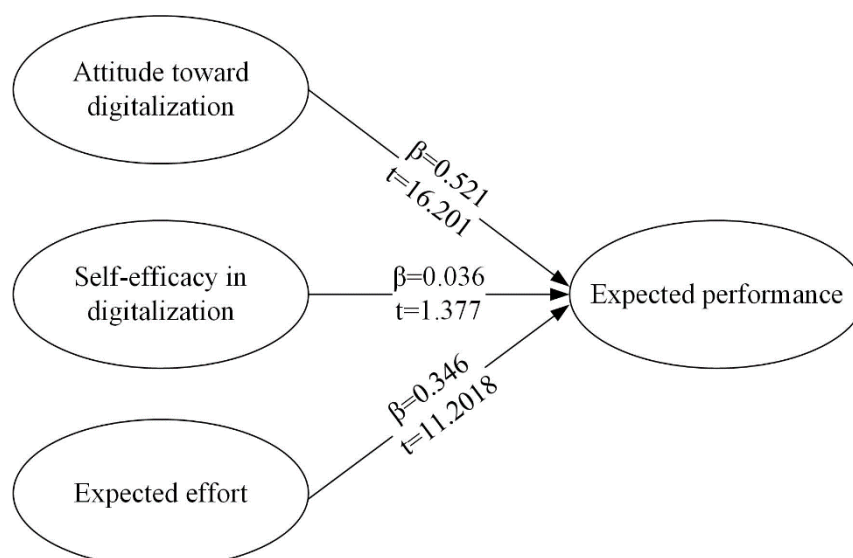 Attitude toward
digitalization
β=0.521
t=16.201
Self-efficacy in
digitalization
β=0.036
t=1.377
Expected performance
β=0.346
t=11.2018
Expected effort